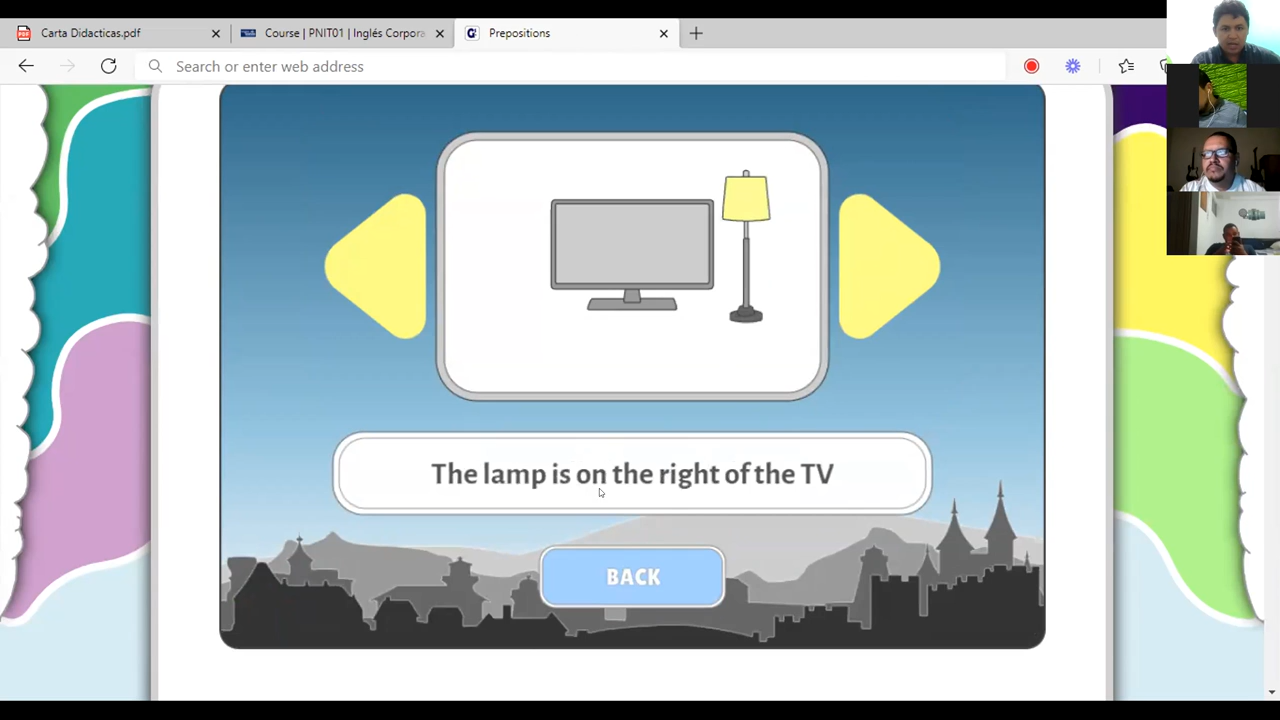 Carta Didacticas.pdf
Course | PNIT01 | Inglés Corpora
Prepositions
Search or enter web address
The lamp is on the right of the TV
BACK